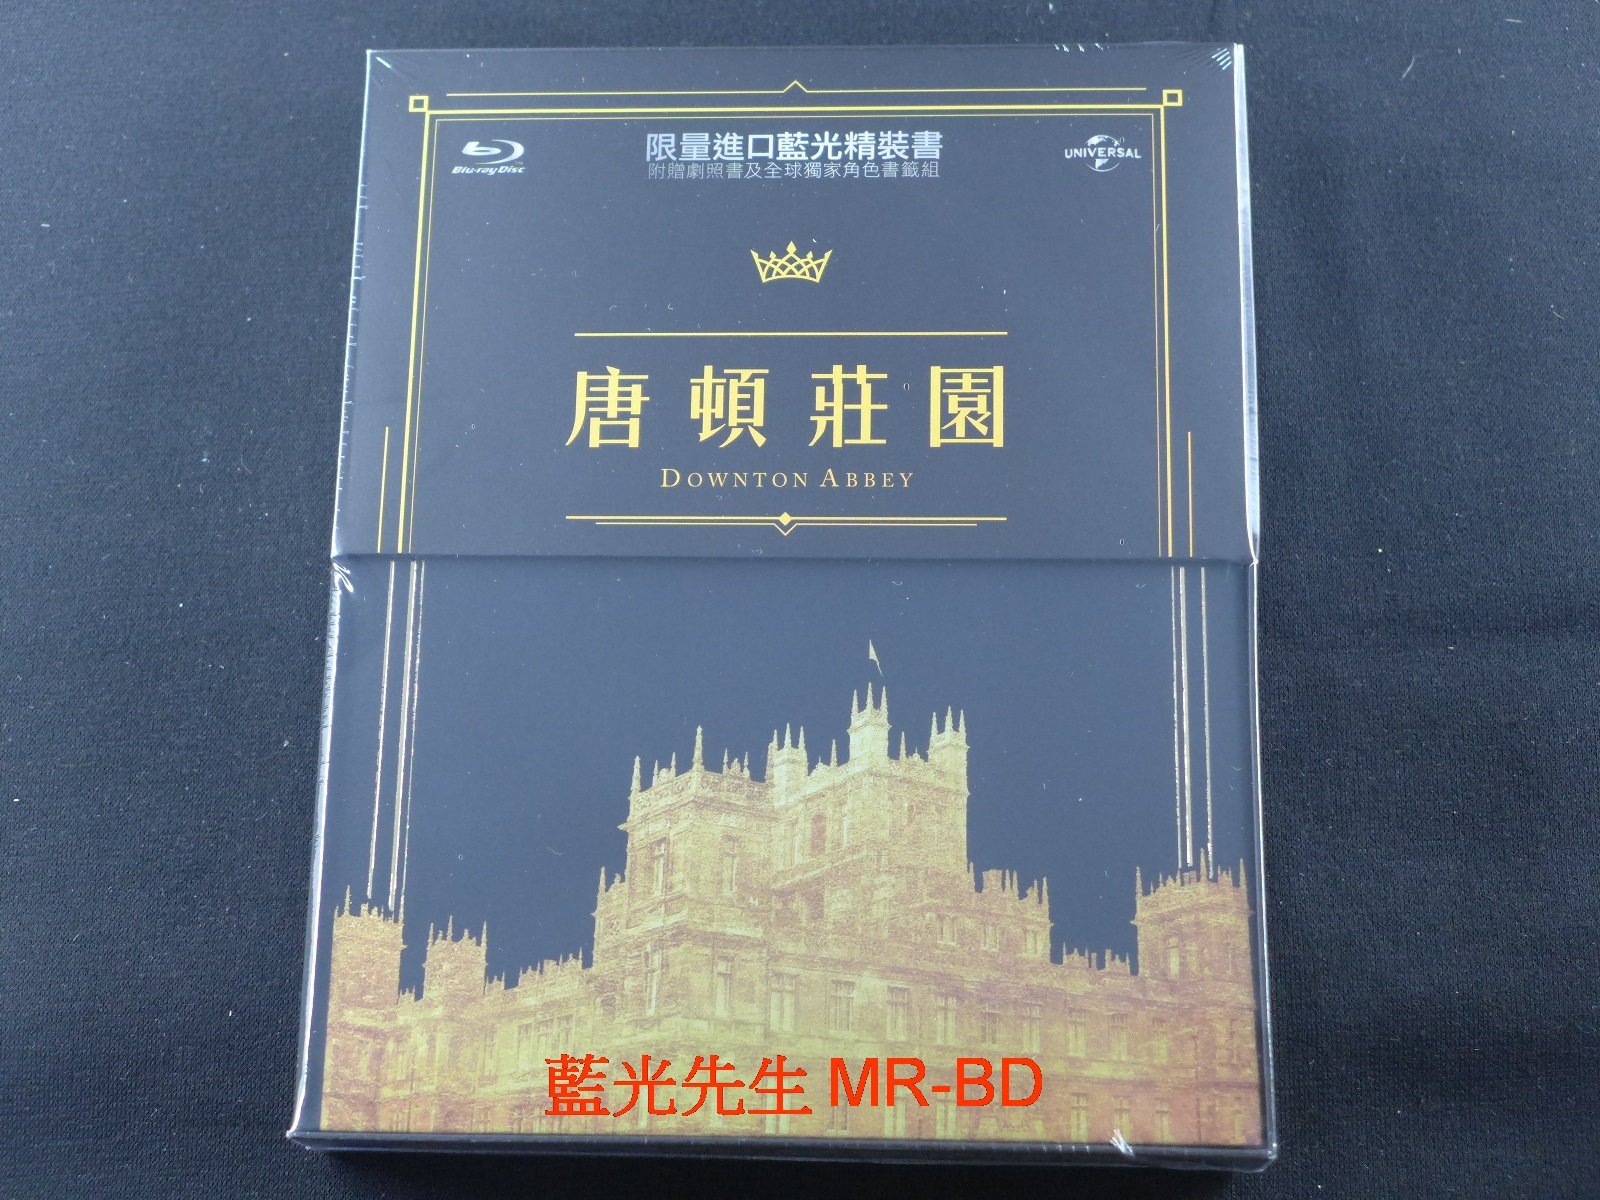 Blu-ray Disc
限量進口藍光精裝書
附贈劇照書及全球獨家角色書籤組
UNIVERSAL
唐頓莊園
DOWNTON ABBEY
藍光先生 MR-BD